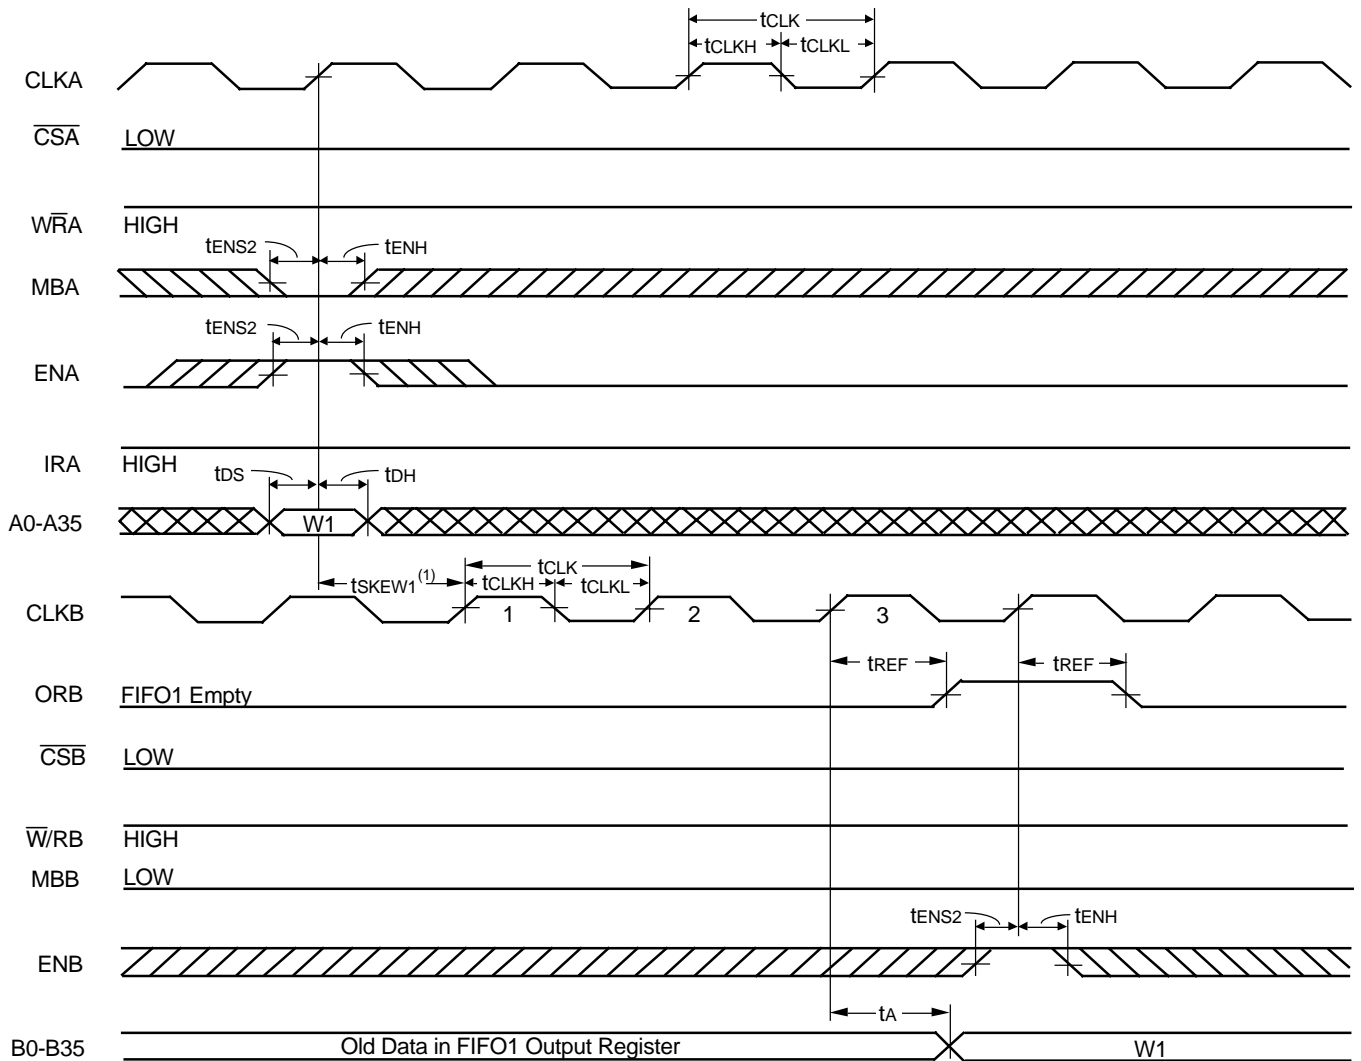 tCLK
tCLKH tCLKL
CLKA
CSA LOW
WRA HIGH
tENS2 tENH
MBA
tENS2 tENH
ENA
IRA HIGH
tDS tDH
A0-A35 W1
tCLK
tSKEW1(1) tCLKH tCLKL
CLKB 1 2 3
tREF tREF
ORB FIFO1 Empty
CSB LOW
W/RB HIGH
MBB LOW
tENS2 tENH
ENB
tA
B0-B35 Old Data in FIFO1 Output Register W1